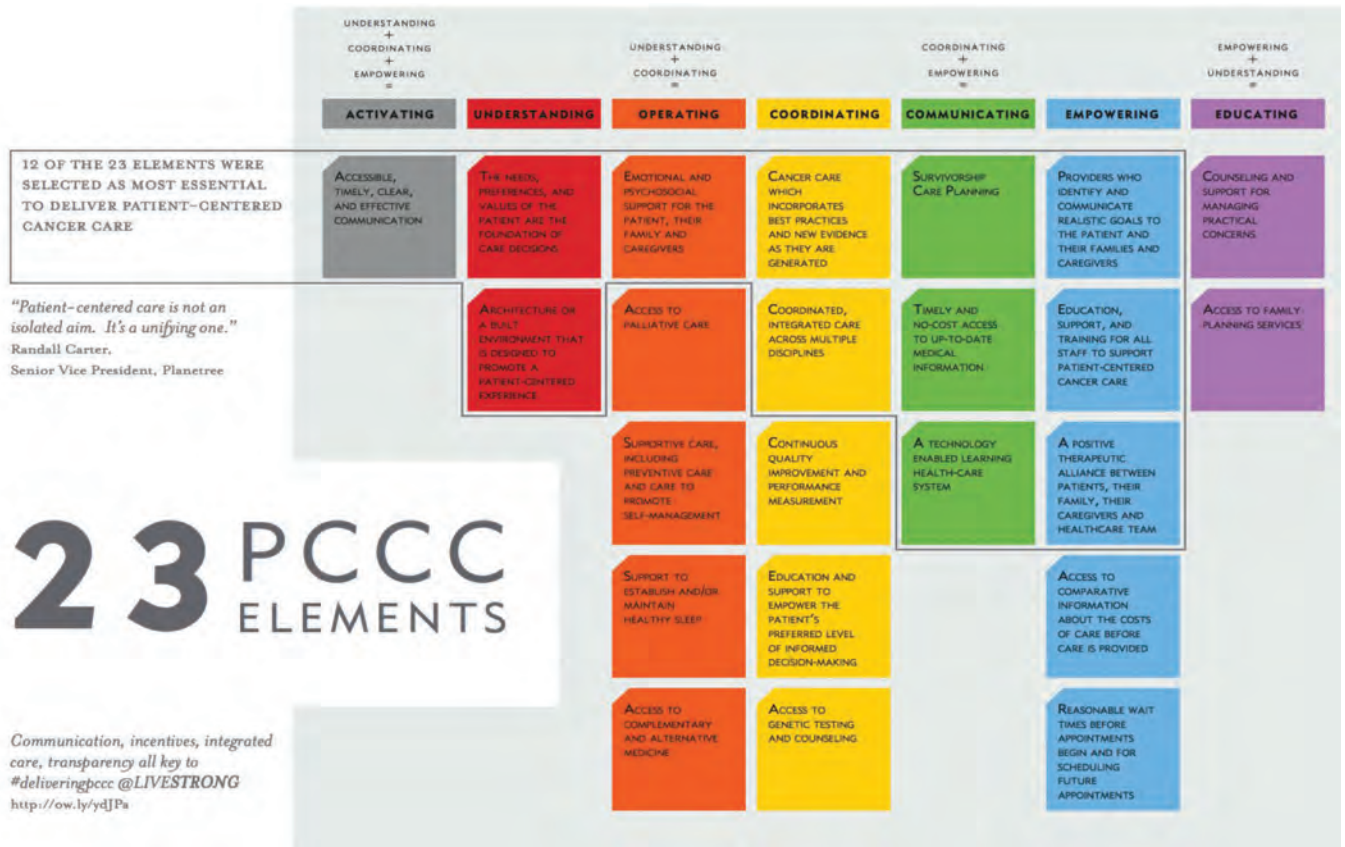 UNDERSTANDING
+
COORDINATING
+
EMPOWERING
=
ACTIVATING
UNDERSTANDING
UNDERSTANDING
+
COORDINATING
=
OPERATING
COORDINATING
COORDINATING
+
EMPOWERING
=
COMMUNICATING
EMPOWERING
EMPOWERING
+
UNDERSTANDING
=
EDUCATING
12 OF THE 23 ELEMENTS WERE
SELECTED AS MOST ESSENTIAL
TO DELIVER PATIENT-CENTERED
CANCER CARE
ACCESSIBLE,
TIMELY, CLEAR,
AND EFFECTIVE
COMMUNICATION
THE NEEDS,
PREFERENCES, AND
VALUES OF THE
PATIENT ARE THE
FOUNDATION OF
CARE DECISIONS
EMOTIONAL AND
PSYCHOSOCIAL
SUPPORT FOR THE
PATIENT, THEIR
FAMILY AND
CAREGIVERS
CANCER CARE
WHICH
INCORPORATES
BEST PRACTICES
AND NEW EVIDENCE
AS THEY ARE
GENERATED
SURVIVORSHIP
CARE PLANNING
PROVIDERS WHO
IDENTIFY AND
COMMUNICATE
REALISTIC GOALS TO
THE PATIENT AND
THEIR FAMILIES AND
CAREGIVERS
COUNSELING AND
SUPPORT FOR
MANAGING
PRACTICAL
CONCERNS
"Patient-centered care is not an
isolated aim. It's a unifying one."
Randall Carter,
Senior Vice President, Planetree
ARCHITECTURE OR
A BUILT
ENVIRONMENT THAT
IS DESIGNED TO
PROMOTE A
PATIENT-CENTERED
EXPERIENCE
ACCESS TO
PALLIATIVE CARE
COORDINATED,
INTEGRATED CARE
ACROSS MULTIPLE
DISCIPLINES
TIMELY AND
NO-COST ACCESS
TO UP-TO-DATE
MEDICAL
INFORMATION
EDUCATION,
SUPPORT, AND
TRAINING FOR ALL
STAFF TO SUPPORT
PATIENT-CENTERED
CANCER CARE
ACCESS TO FAMILY
PLANNING SERVICES
SUPPORTIVE CARE,
INCLUDING
PREVENTIVE CARE
AND CARE TO
PROMOTE
SELF-MANAGEMENT
CONTINUOUS
QUALITY
IMPROVEMENT AND
PERFORMANCE
MEASUREMENT
A TECHNOLOGY
ENABLED LEARNING
HEALTH-CARE
SYSTEM
A POSITIVE
THERAPEUTIC
ALLIANCE BETWEEN
PATIENTS, THEIR
FAMILY, THEIR
CAREGIVERS AND
HEALTHCARE TEAM
23 PCCC
ELEMENTS
SUPPORT TO
ESTABLISH AND/OR
MAINTAIN
HEALTHY SLEEP
EDUCATION AND
SUPPORT TO
EMPOWER THE
PATIENT'S
PREFERRED LEVEL
OF INFORMED
DECISION-MAKING
ACCESS TO
COMPARATIVE
INFORMATION
ABOUT THE COSTS
OF CARE BEFORE
CARE IS PROVIDED
ACCESS TO
COMPLEMENTARY
AND ALTERNATIVE
MEDICINE
ACCESS TO
GENETIC TESTING
AND COUNSELING
REASONABLE WAIT
TIMES BEFORE
APPOINTMENTS
BEGIN AND FOR
SCHEDULING
FUTURE
APPOINTMENTS
Communication, incentives, integrated
care, transparency all key to
#deliveringpccc @LIVESTRONG
http://ow.ly/ydJPa